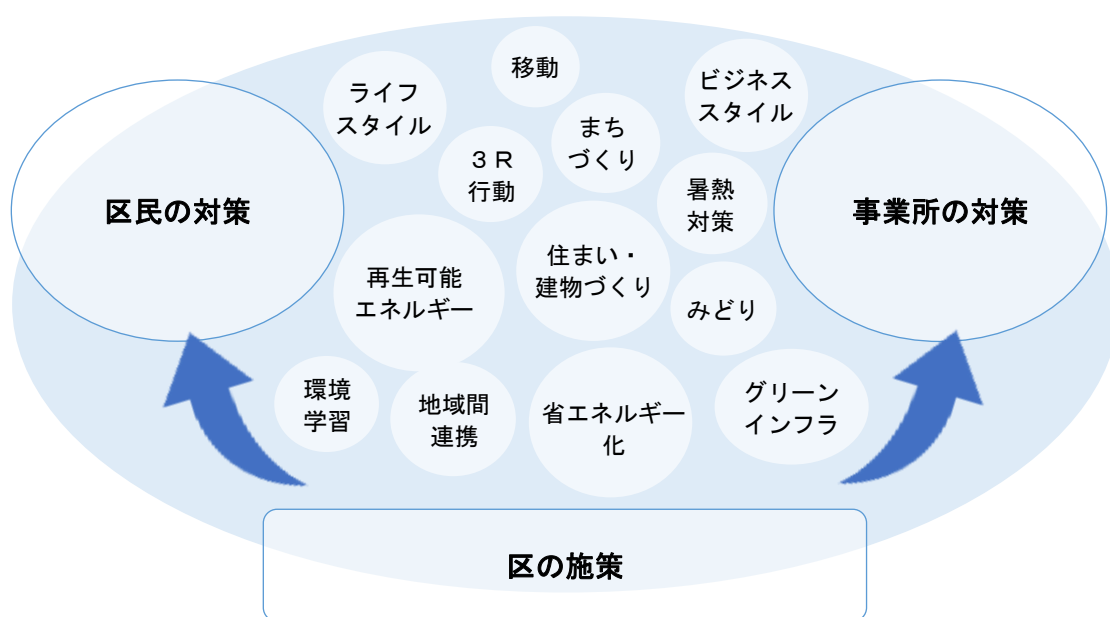 移動
ライフ
スタイル
ビジネス
スタイル
まち
づくり
３Ｒ
行動
暑熱
対策
区民の対策
事業所の対策
住まい・
建物づくり
再生可能
エネルギー
みどり
環境
学習
地域間
連携
省エネルギー
化
グリーン
インフラ
区の施策